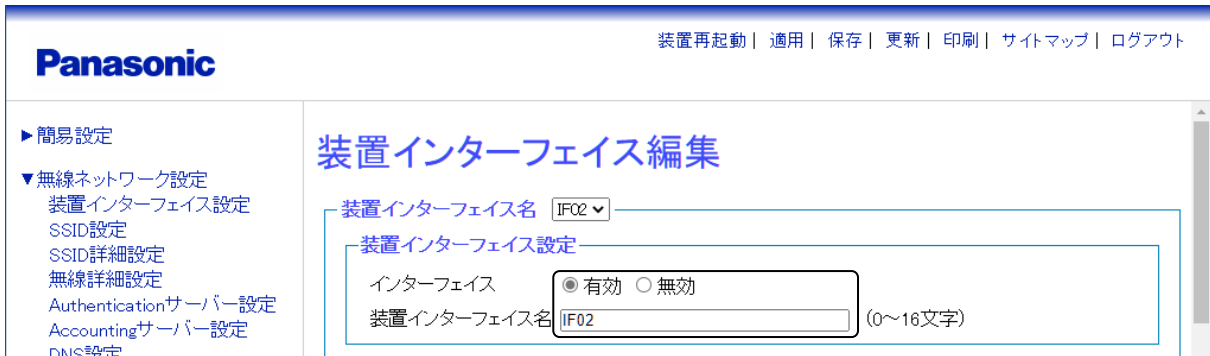 装置再起動 | 適用 | 保存 | 更新 | 印刷 | サイトマップ | ログアウト
Panasonic
▶簡易設定
▼無線ネットワーク設定
装置インターフェイス設定
SSID設定
SSID詳細設定
無線詳細設定
Authenticationサーバー設定
Accountingサーバー設定
DNS設定
装置インターフェイス編集
装置インターフェイス名 IF02
装置インターフェイス設定
インターフェイス 有効 無効
装置インターフェイス名 IF02 (0～16文字)